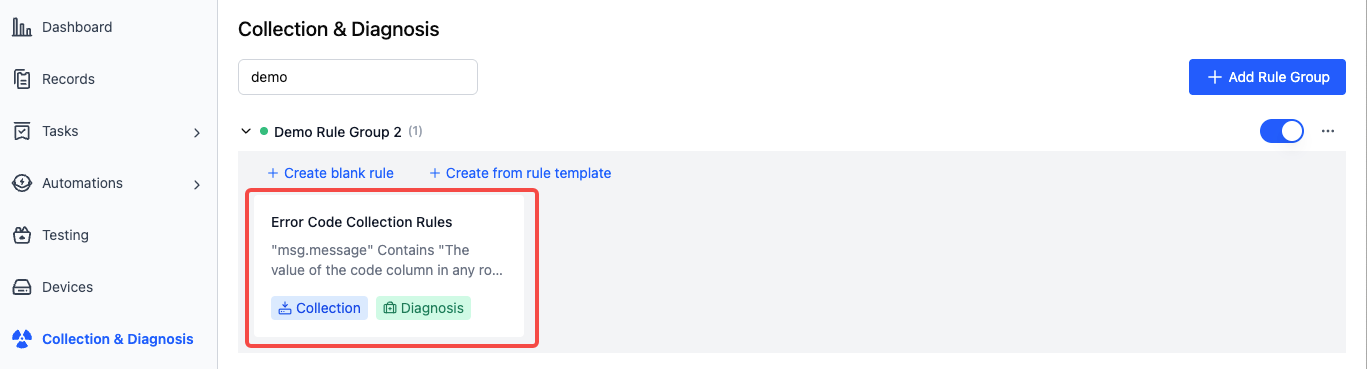 Dashboard
Records
Tasks
Automations
Testing
Devices
Collection & Diagnosis
Collection & Diagnosis
demo
Add Rule Group
Demo Rule Group 2 (1)
Create blank rule
Create from rule template
Error Code Collection Rules
"msg.message" Contains "The
value of the code column in any ro...
Collection
Diagnosis